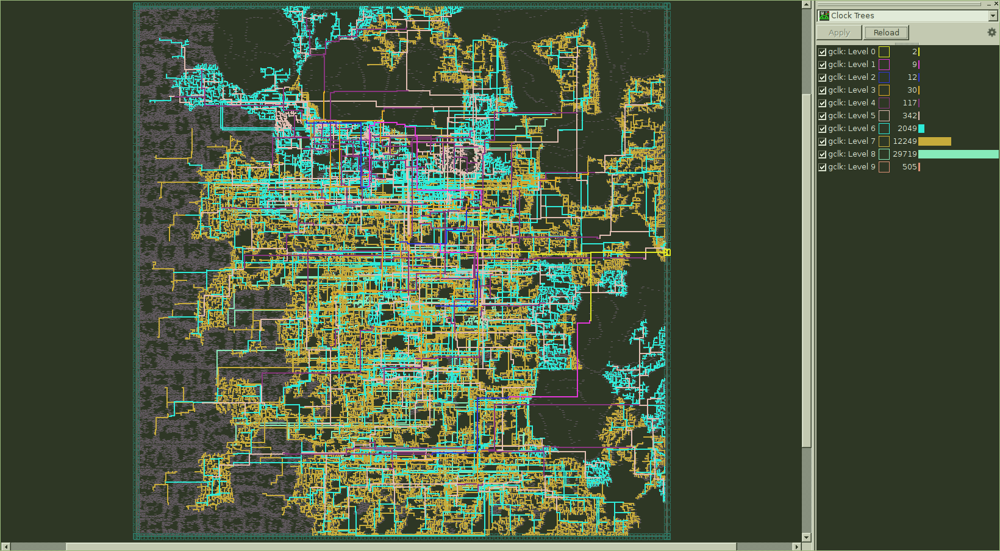 Clock Trees
Apply Reload
gclk: Level 0 2
gclk: Level 1 9
gclk: Level 2 12
gclk: Level 3 30
gclk: Level 4 117
gclk: Level 5 342
gclk: Level 6 2049
gclk: Level 7 12249
gclk: Level 8 29719
gclk: Level 9 505